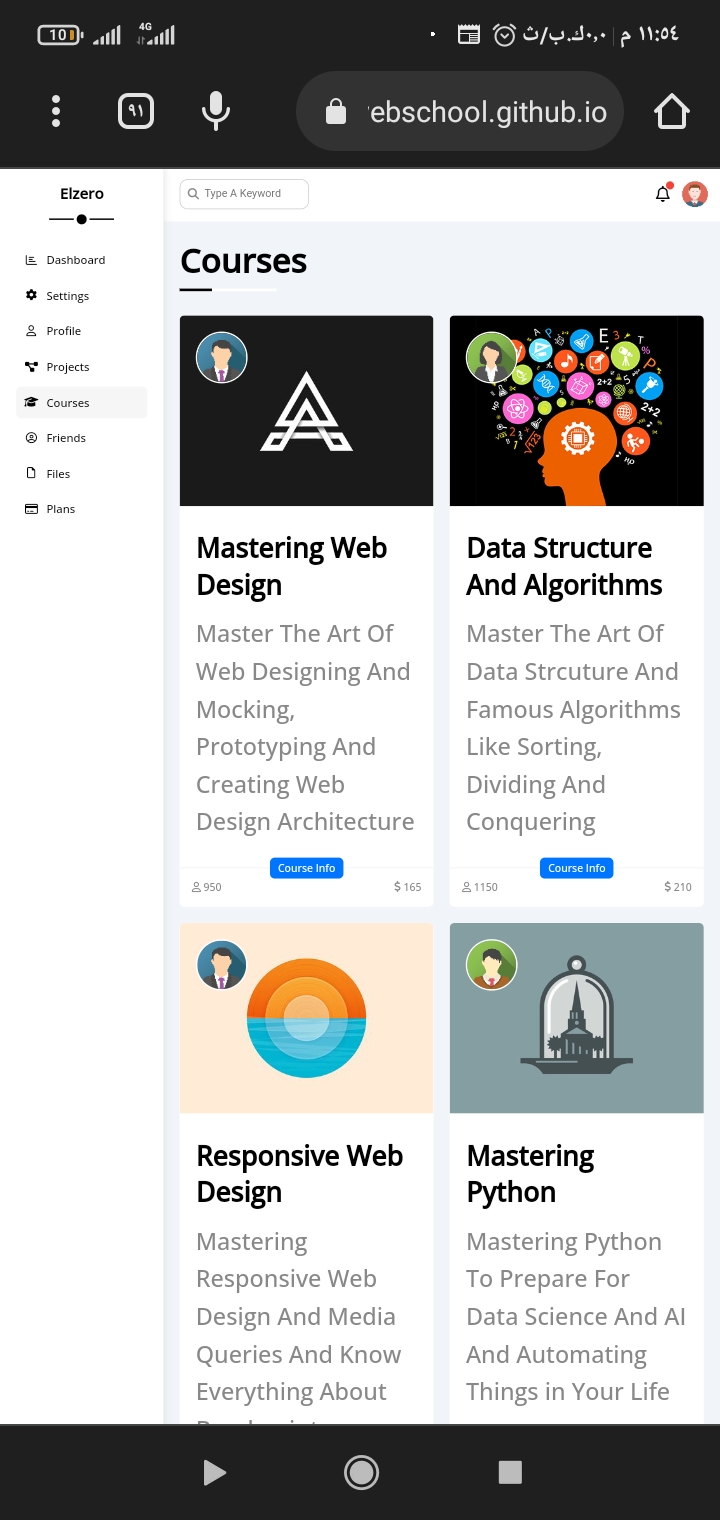 10
4G
٠,٠ك.ب/ث
١١:٥٤ م
٩١
ebschool.github.io
Elzero
Type A Keyword
Dashboard
Settings
Profile
Projects
Courses
Friends
Files
Plans
Courses
Mastering Web
Design
Master The Art Of
Web Designing And
Mocking,
Prototyping And
Creating Web
Design Architecture
Course Info
950
$ 165
Data Structure
And Algorithms
Master The Art Of
Data Strcuture And
Famous Algorithms
Like Sorting,
Dividing And
Conquering
Course Info
1150
$ 210
Responsive Web
Design
Mastering
Responsive Web
Design And Media
Queries And Know
Everything About
Mastering
Python
Mastering Python
To Prepare For
Data Science And AI
And Automating
Things in Your Life